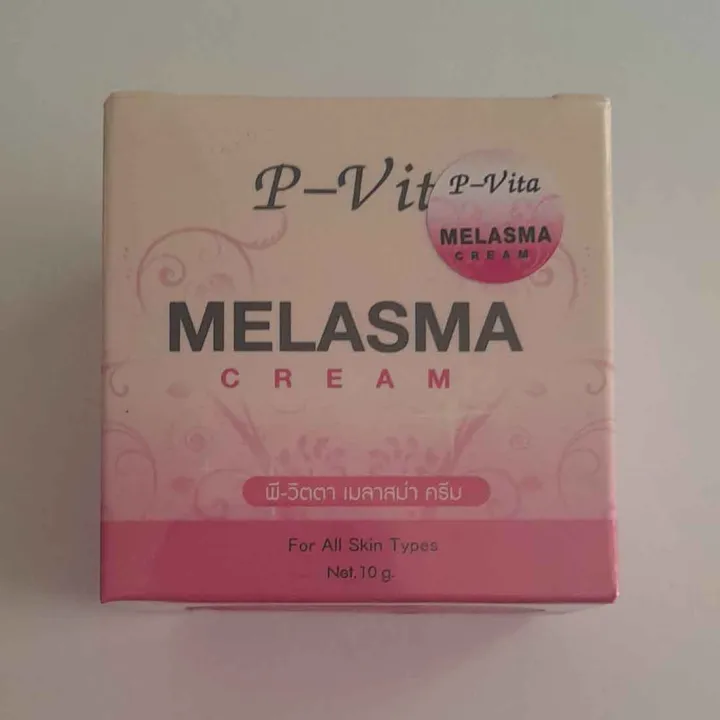 P-Vit
P-Vita
MELASMA
CREAM
MELASMA
CREAM
พี-วิตตา เมลาสม่า ครีม
For All Skin Types
Net. 10 g.